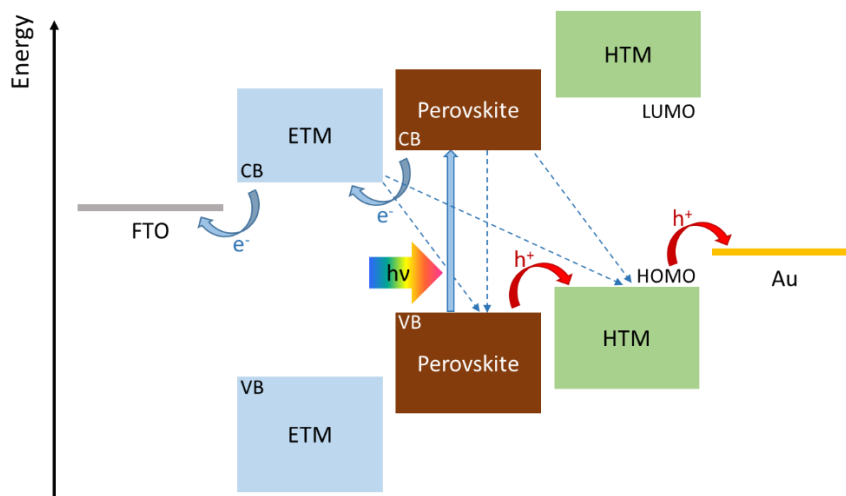 Energy
HTM
LUMO
Perovskite
CB
ETM
CB
e-
e-
FTO
hν
h+
h+
HOMO
Au
VB
Perovskite
HTM
VB
ETM